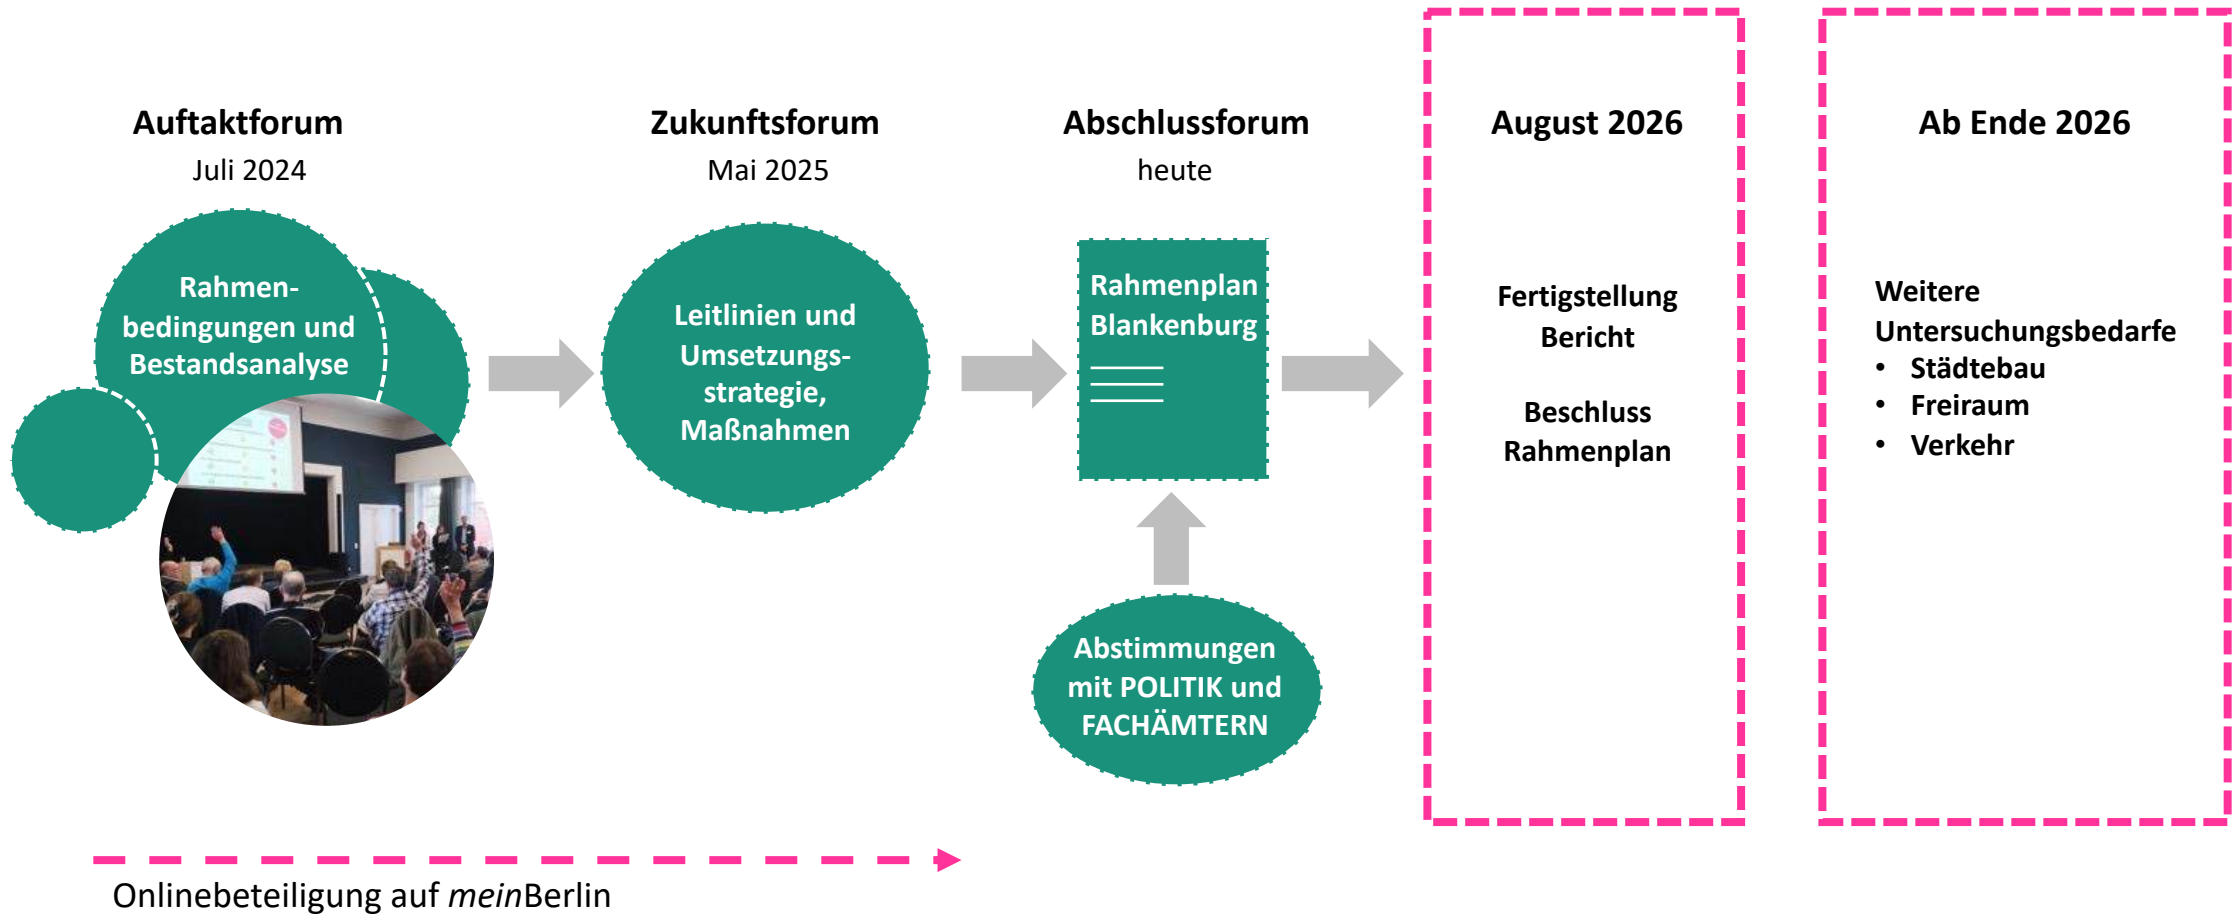 Auftaktforum
Juli 2024
Rahmen-
bedingungen und
Bestandsanalyse
Zukunftsforum
Mai 2025
Leitlinien und
Umsetzungs-
strategie,
Maßnahmen
Abschlussforum
heute
Rahmenplan
Blankenburg
Abstimmungen
mit POLITIK und
FACHÄMTERN
August 2026
Fertigstellung
Bericht
Beschluss
Rahmenplan
Ab Ende 2026
Weitere
Untersuchungsbedarfe
• Städtebau
• Freiraum
• Verkehr
Onlinebeteiligung auf meinBerlin